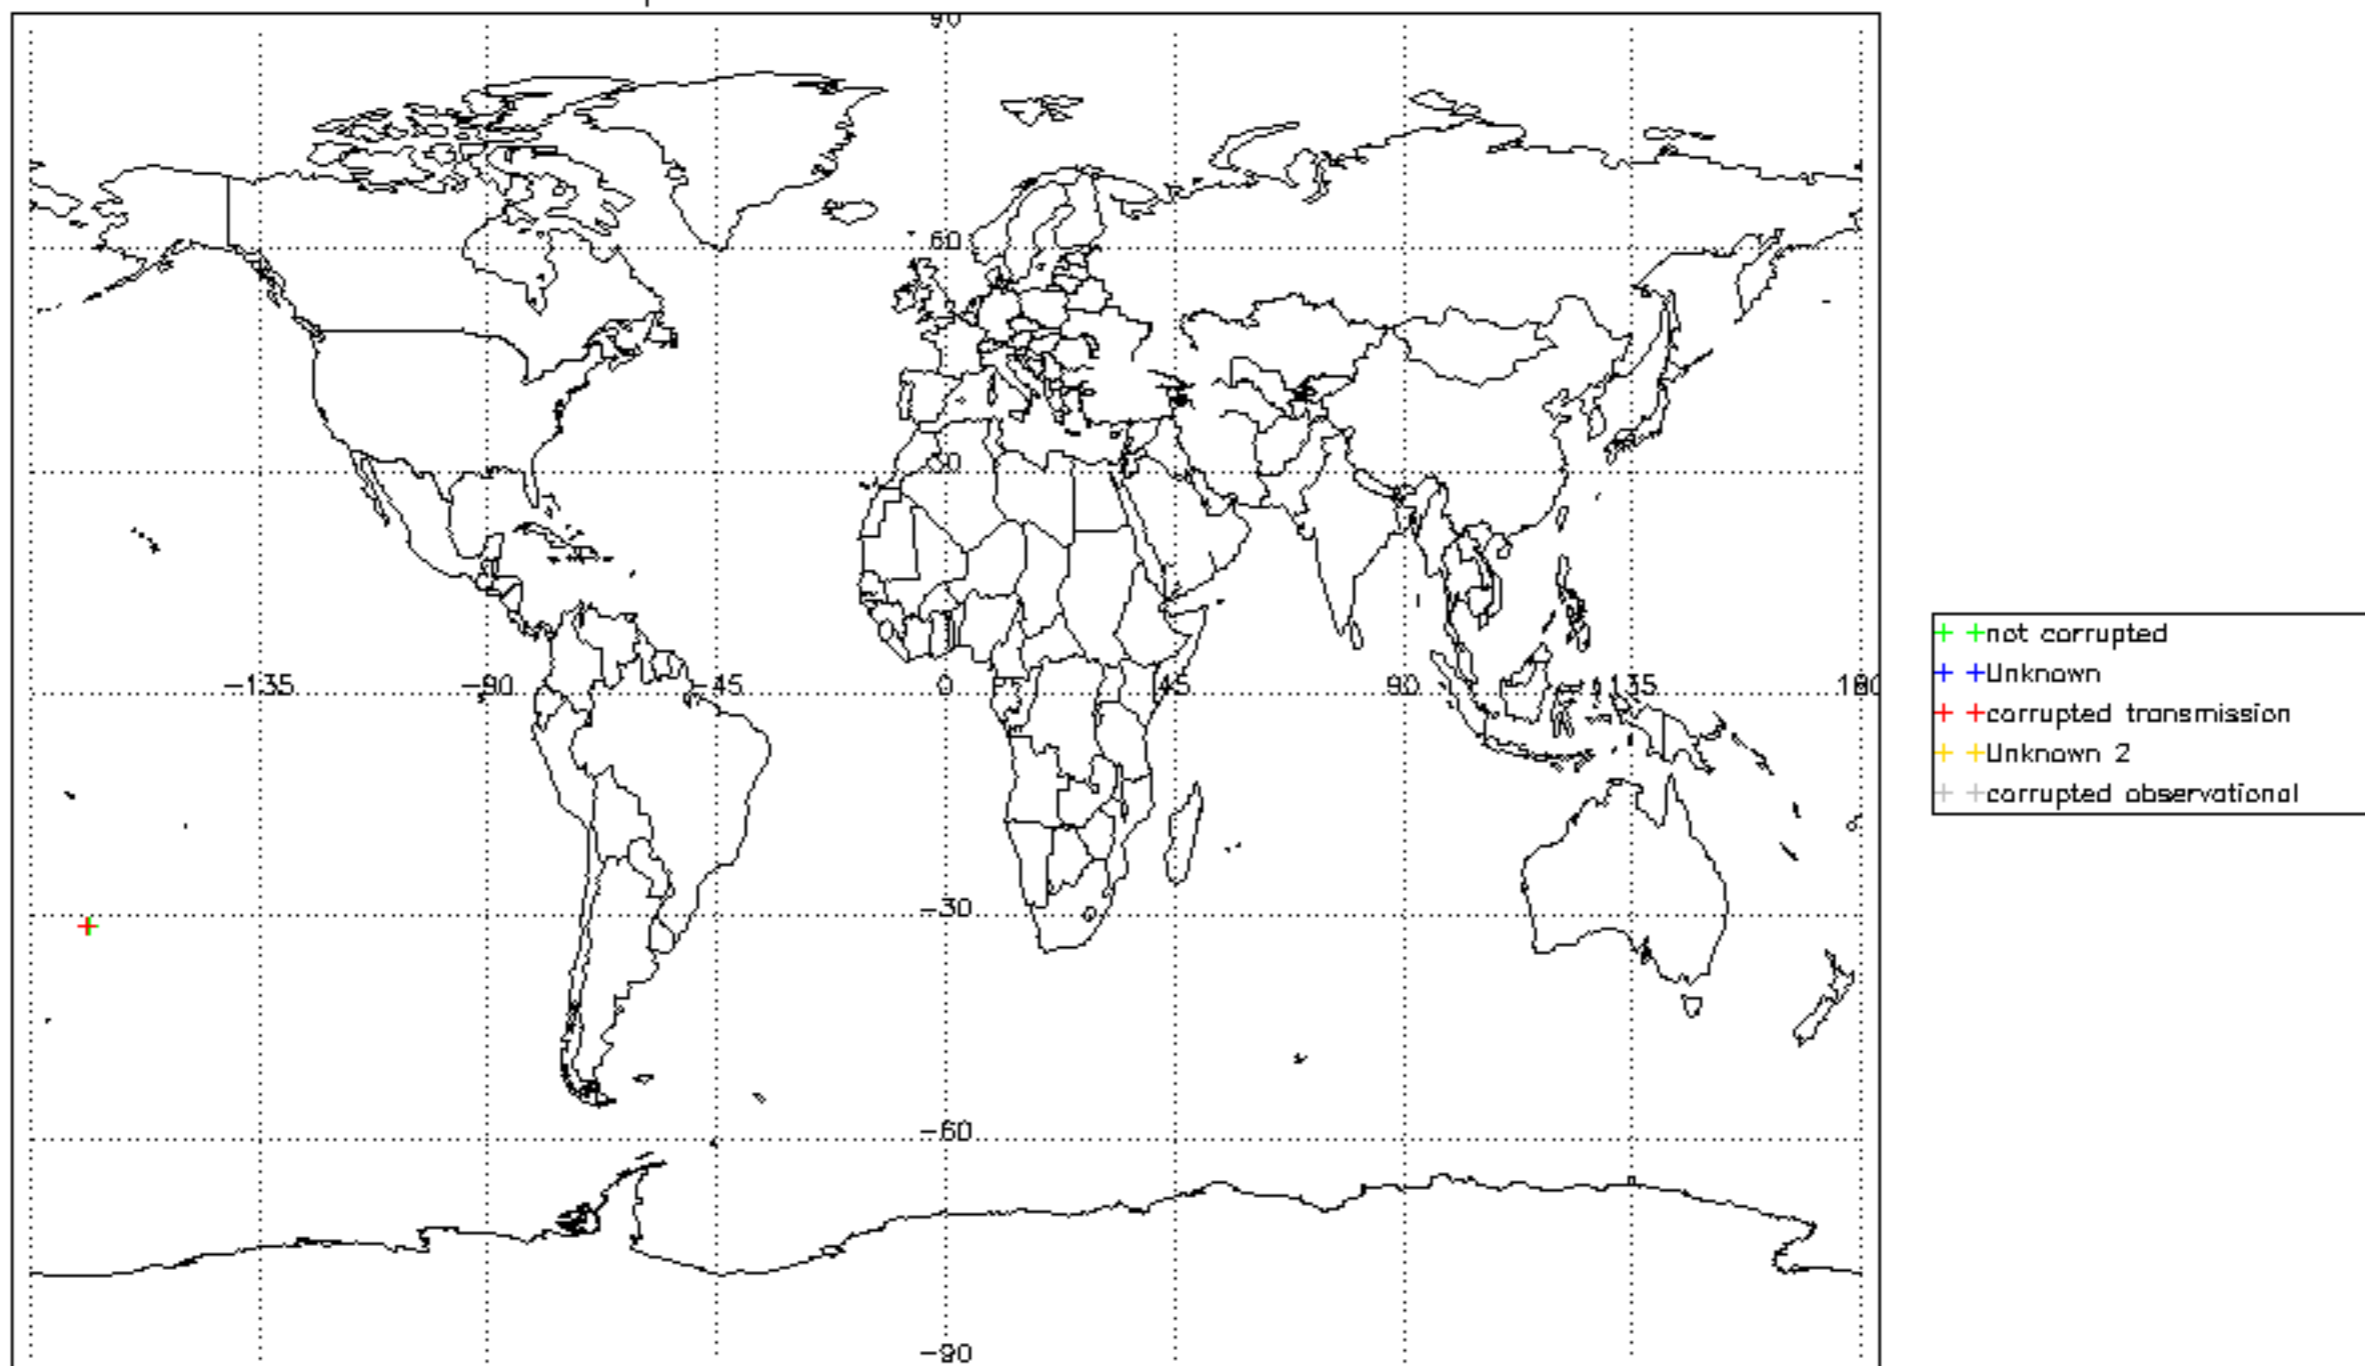 90
60
30
-135 -90 -45 0 45 90 135 180
-30
-60
-90
not corrupted
Unknown
corrupted transmission
Unknown 2
corrupted observational